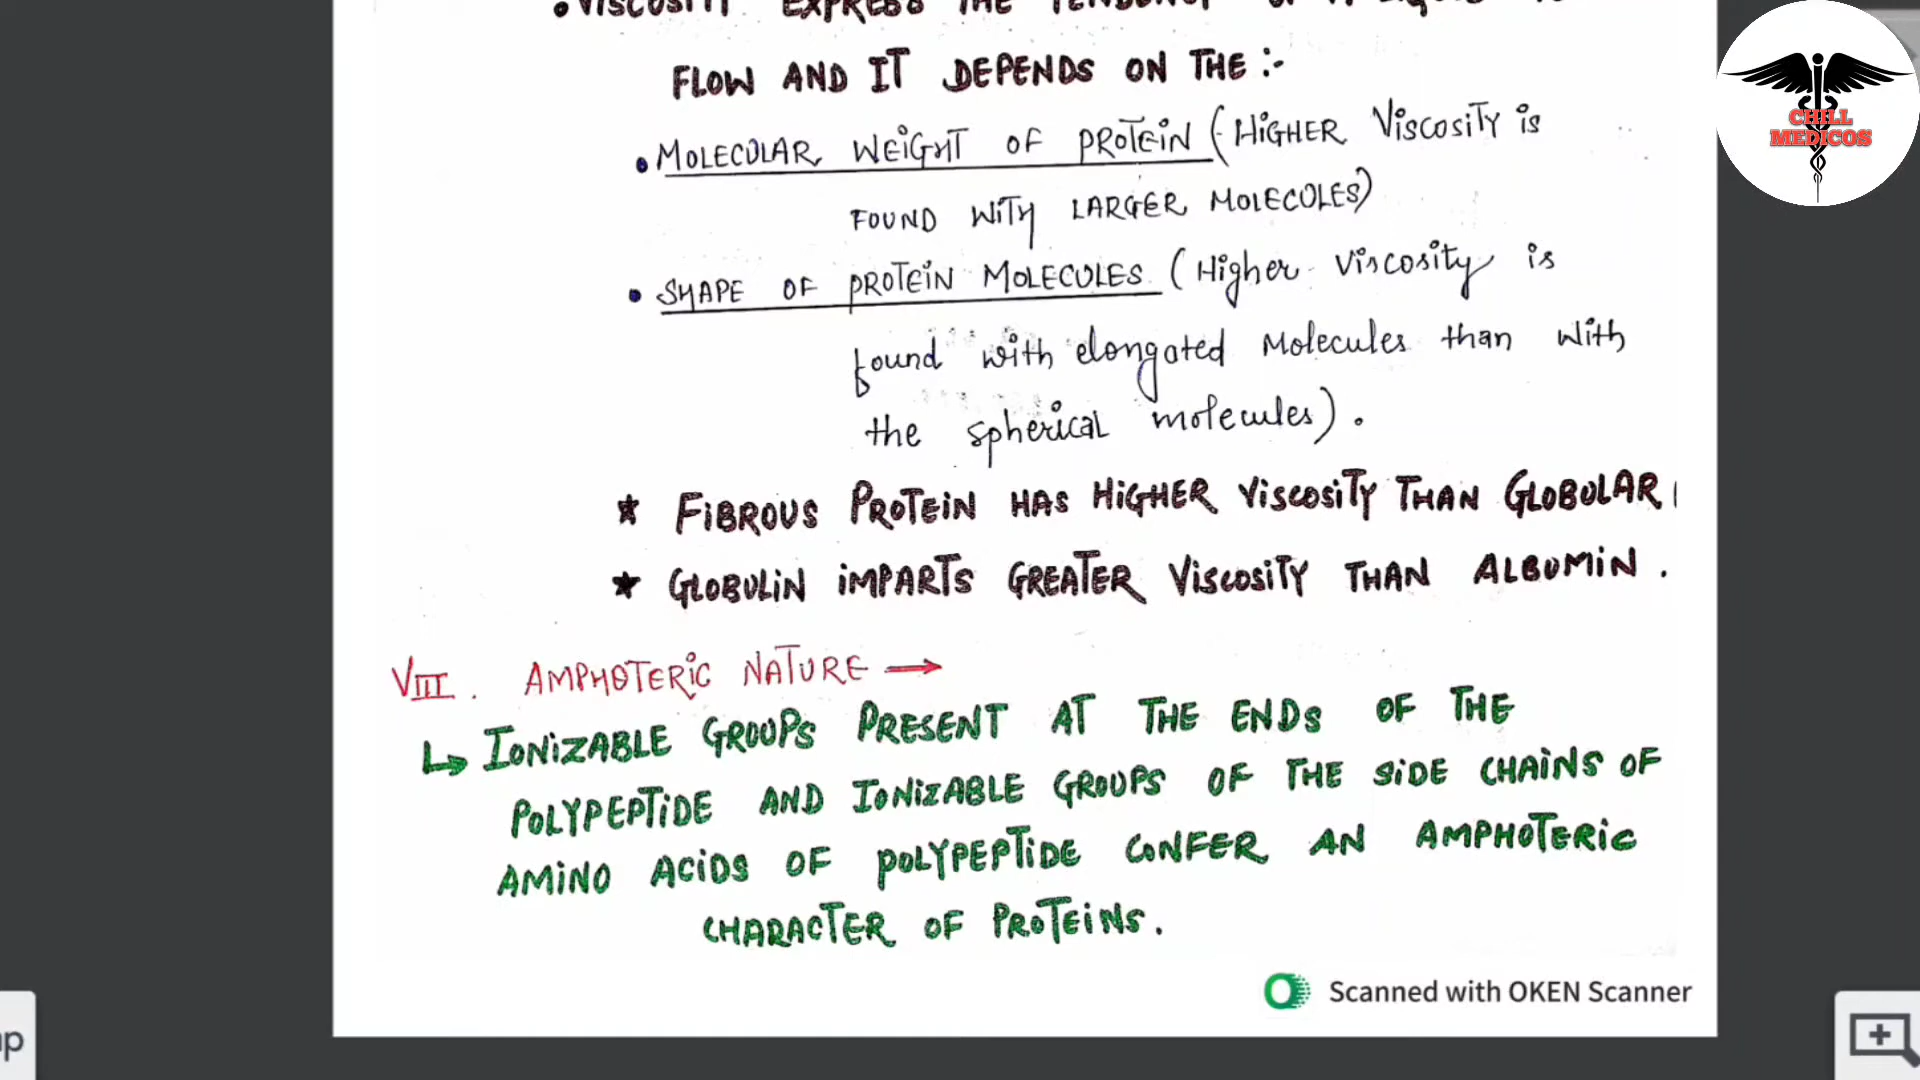 • VISCOSITY EXPRESS THE TENDENCY
FLOW AND IT DEPENDS ON THE :-
• MOLECULAR WEIGHT OF PROTEIN (HIGHER VISCOSITY is
FOUND WITH LARGER MOLECULES)
• SHAPE OF PROTEIN MOLECULES (Higher Viscosity is
found with elongated Molecules than with
the spherical molecules).
* FIBROUS PROTEIN HAS HIGHER VISCOSITY THAN GLOBULAR
★ GLOBULIN IMPARTS GREATER VISCOSITY THAN ALBUMIN.
VIII. AMPHOTERIC NATURE →
↳ IONIZABLE GROUPS PRESENT AT THE ENDS OF THE
POLYPEPTIDE AND IONIZABLE GROUPS OF THE SIDE CHAINS OF
AMINO ACIDS OF POLYPEPTIDE CONFER AN AMPHOTERIC
CHARACTER OF PROTEINS.
Scanned with OKEN Scanner
CHILL
MEDICOS